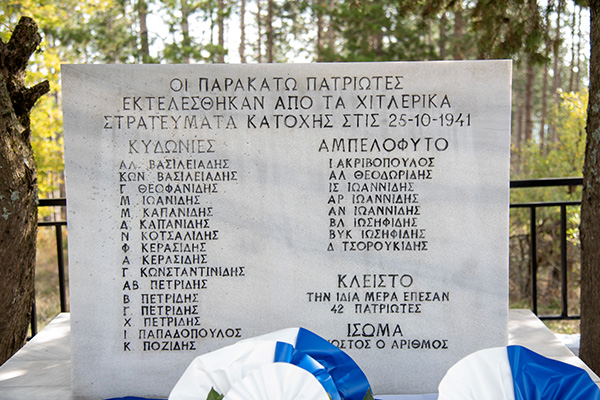 ΟΙ ΠΑΡΑΚΑΤΩ ΠΑΤΡΙΩΤΕΣ
ΕΚΤΕΛΕΣΘΗΚΑΝ ΑΠΟ ΤΑ ΧΙΤΛΕΡΙΚΑ
ΣΤΡΑΤΕΥΜΑΤΑ ΚΑΤΟΧΗΣ ΣΤΙΣ 25-10-1941
ΚΥΔΩΝΙΕΣ
ΑΛ. ΒΑΣΙΛΕΙΑΔΗΣ
ΚΩΝ. ΒΑΣΙΛΕΙΑΔΗΣ
Γ. ΘΕΟΦΑΝΙΔΗΣ
Μ. ΙΩΑΝΙΔΗΣ
Μ. ΚΑΠΑΝΙΔΗΣ
Δ. ΚΑΠΑΝΙΔΗΣ
Ν. ΚΟΤΣΑΛΙΔΗΣ
Φ. ΚΕΡΑΣΙΔΗΣ
Α. ΚΕΡΑΣΙΔΗΣ
Γ. ΚΩΝΣΤΑΝΤΙΝΙΔΗΣ
ΑΒ. ΠΕΤΡΙΔΗΣ
Β. ΠΕΤΡΙΔΗΣ
Γ. ΠΕΤΡΙΔΗΣ
Χ. ΠΕΤΡΙΔΗΣ
Ι. ΠΑΠΑΔΟΠΟΥΛΟΣ
Κ. ΠΟΖΙΔΗΣ
ΑΜΠΕΛΟΦΥΤΟ
Ι ΑΚΡΙΒΟΠΟΥΛΟΣ
ΑΛ ΘΕΟΔΩΡΙΔΗΣ
ΙΣ ΙΩΑΝΝΙΔΗΣ
ΑΡ ΙΩΑΝΝΙΔΗΣ
ΑΝ ΙΩΑΝΝΙΔΗΣ
ΒΛ ΙΩΣΗΦΙΔΗΣ
ΒΥΚ ΙΩΣΗΦΙΔΗΣ
Δ ΤΣΟΡΟΥΚΙΔΗΣ
ΚΛΕΙΣΤΟ
ΤΗΝ ΙΔΙΑ ΜΕΡΑ ΕΠΕΣΑΝ
42 ΠΑΤΡΙΩΤΕΣ
ΙΣΩΜΑ
Ο ΑΡΙΘΜΟΣ